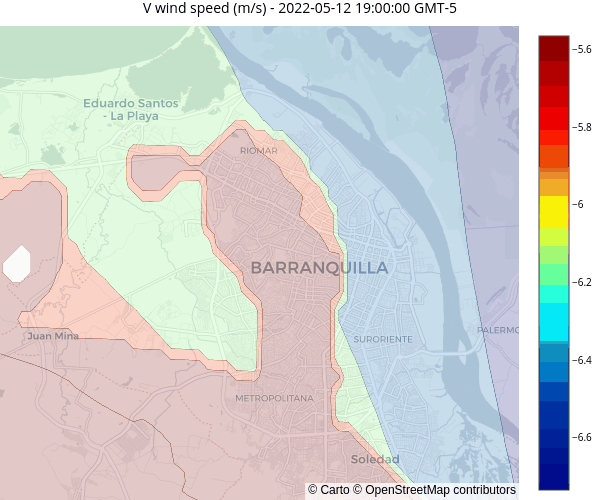 V wind speed (m/s) - 2022-05-12 19:00:00 GMT-5
−5.6
−5.8
−6
−6.2
−6.4
−6.6
Eduardo Santos
- La Playa
RIOMAR
BARRANQUILLA
Juan Mina
SURORIENTE
PALERMO
METROPOLITANA
Soledad
© Carto © OpenStreetMap contributors